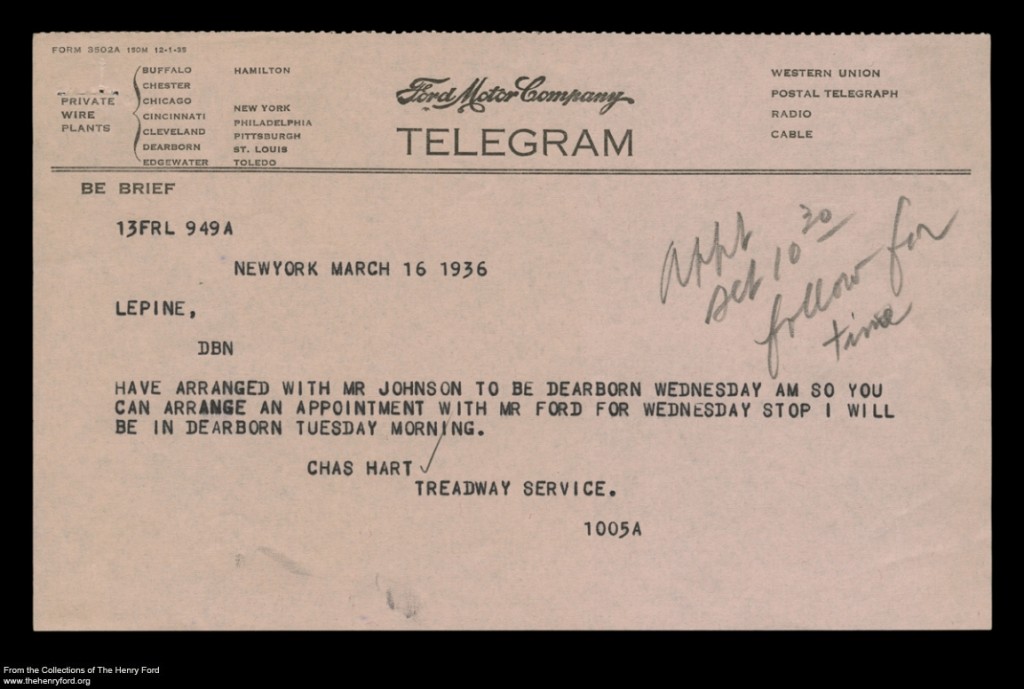 FORM 3802A 150M 12-1-35
PRIVATE
WIRE
PLANTS
BUFFALO
CHESTER
CHICAGO
CINCINNATI
CLEVELAND
DEARBORN
EDGEWATER
HAMILTON
NEW YORK
PHILADELPHIA
PITTSBURGH
ST. LOUIS
TOLEDO
Ford Motor Company
TELEGRAM
WESTERN UNION
POSTAL TELEGRAPH
RADIO
CABLE
BE BRIEF
13FRL 949A
NEWYORK MARCH 16 1936
LEPINE,
DBN
Appt
set 10 30
follow for
time
HAVE ARRANGED WITH MR JOHNSON TO BE DEARBORN WEDNESDAY AM SO YOU
CAN ARRANGE AN APPOINTMENT WITH MR FORD FOR WEDNESDAY STOP I WILL
BE IN DEARBORN TUESDAY MORNING.
CHAS HART
TREADWAY SERVICE.
1005A
From the Collections of The Henry Ford
www.thehenryford.org